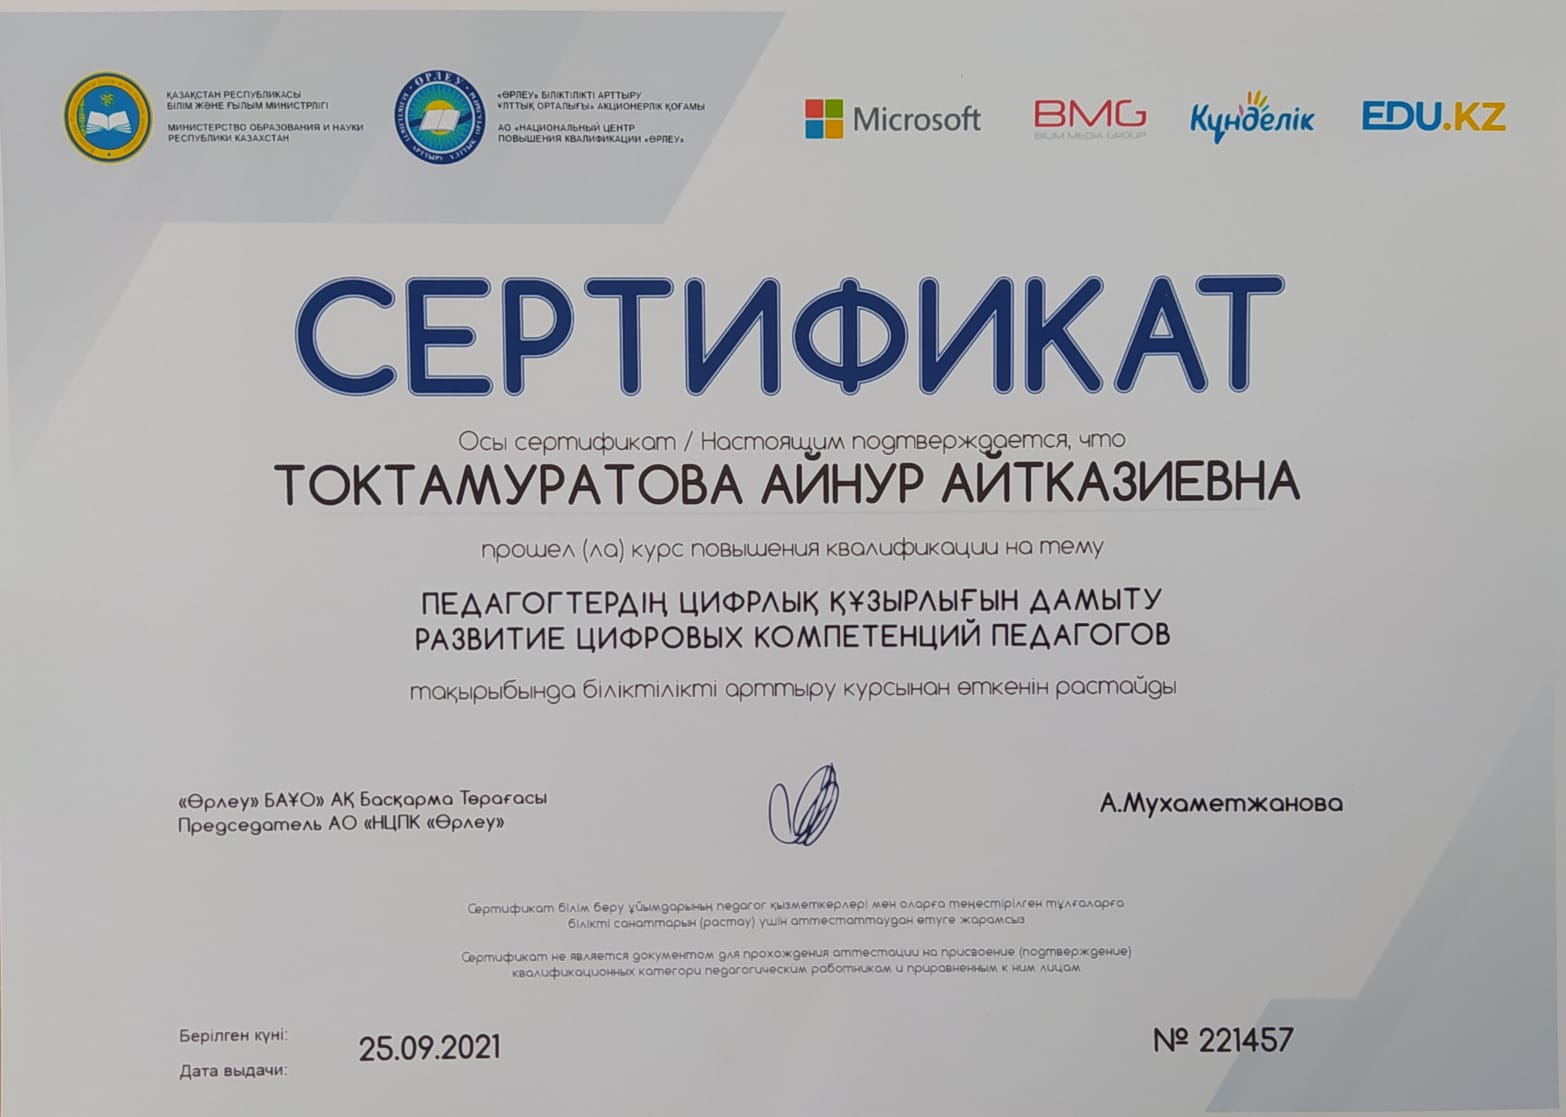 ҚАЗАҚСТАН РЕСПУБЛИКАСЫ
БІЛІМ ЖӘНЕ ҒЫЛЫМ МИНИСТРЛІГІ
МИНИСТЕРСТВО ОБРАЗОВАНИЯ И НАУКИ
РЕСПУБЛИКИ КАЗАХСТАН
ӨРЛЕУ
«ӨРЛЕУ» БІЛІКТІЛІКТІ АРТТЫРУ
ҰЛТТЫҚ ОРТАЛЫҒЫ» АКЦИОНЕРЛІК ҚОҒАМЫ
АО «НАЦИОНАЛЬНЫЙ ЦЕНТР
ПОВЫШЕНИЯ КВАЛИФИКАЦИИ «ӨРЛЕУ»
Microsoft
BMG
BILIM MEDIA GROUP
Күнделік
EDU.KZ
СЕРТИФИКАТ
Осы сертификат / Настоящим подтверждается, что
ТОКТАМУРАТОВА АЙНУР АЙТКАЗИЕВНА
прошел (ла) курс повышения квалификации на тему
ПЕДАГОГТЕРДІҢ ЦИФРЛЫҚ ҚҰЗЫРЛЫҒЫН ДАМЫТУ
РАЗВИТИЕ ЦИФРОВЫХ КОМПЕТЕНЦИЙ ПЕДАГОГОВ
тақырыбында біліктілікті арттыру курсынан өткенін растайды
«Өрлеу» БАҰО» АҚ Басқарма Төрағасы
Председатель АО «НЦПК «Өрлеу»
А.Мухаметжанова
Сертификат білім беру ұйымдарының педагог қызметкерлері мен оларға теңестірілген тұлғаларға
білікті санаттарын (растау) үшін аттестаттаудан өтуге жарамсыз
Сертификат не является документом для прохождения аттестации на присвоение (подтверждение)
квалификационных категори педагогическим работникам и приравненным к ним лицам
Берілген күні:
Дата выдачи:
25.09.2021
№ 221457